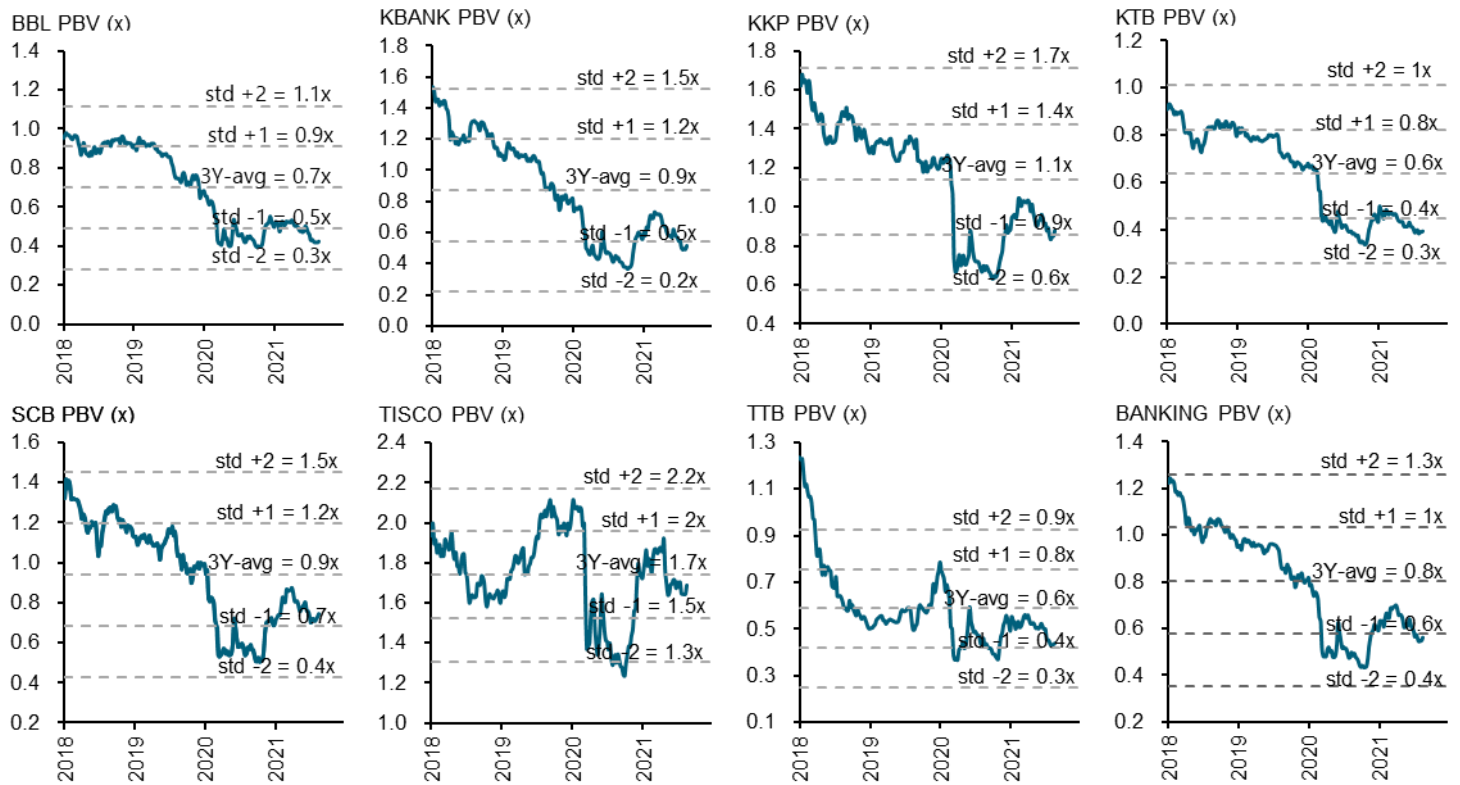 BBL PBV (x)
1.4
1.2
1.0
0.8
0.6
0.4
0.2
0.0
std +2 = 1.1x
std +1 = 0.9x
3Y-avg = 0.7x
std -1 = 0.5x
std -2 = 0.3x
2018
2019
2020
2021
KBANK PBV (x)
1.8
1.6
1.4
1.2
1.0
0.8
0.6
0.4
0.2
0.0
std +2 = 1.5x
std +1 = 1.2x
3Y-avg = 0.9x
std -1 = 0.5x
std -2 = 0.2x
2018
2019
2020
2021
KKP PBV (x)
1.8
1.6
1.4
1.2
1.0
0.8
0.6
0.4
std +2 = 1.7x
std +1 = 1.4x
3Y-avg = 1.1x
std -1 = 0.9x
std -2 = 0.6x
2018
2019
2020
2021
KTB PBV (x)
1.2
1.0
0.8
0.6
0.4
0.2
0.0
std +2 = 1x
std +1 = 0.8x
3Y-avg = 0.6x
std -1 = 0.4x
std -2 = 0.3x
2018
2019
2020
2021
SCB PBV (x)
1.6
1.4
1.2
1.0
0.8
0.6
0.4
0.2
std +2 = 1.5x
std +1 = 1.2x
3Y-avg = 0.9x
std -1 = 0.7x
std -2 = 0.4x
2018
2019
2020
2021
TISCO PBV (x)
2.4
2.2
2.0
1.8
1.6
1.4
1.2
1.0
std +2 = 2.2x
std +1 = 2x
3Y-avg = 1.7x
std -1 = 1.5x
std -2 = 1.3x
2018
2019
2020
2021
TTB PBV (x)
1.3
1.1
0.9
0.7
0.5
0.3
0.1
std +2 = 0.9x
std +1 = 0.8x
3Y-avg = 0.6x
std -1 = 0.4x
std -2 = 0.3x
2018
2019
2020
2021
BANKING PBV (x)
1.4
1.2
1.0
0.8
0.6
0.4
0.2
std +2 = 1.3x
std +1 = 1x
3Y-avg = 0.8x
std -1 = 0.6x
std -2 = 0.4x
2018
2019
2020
2021